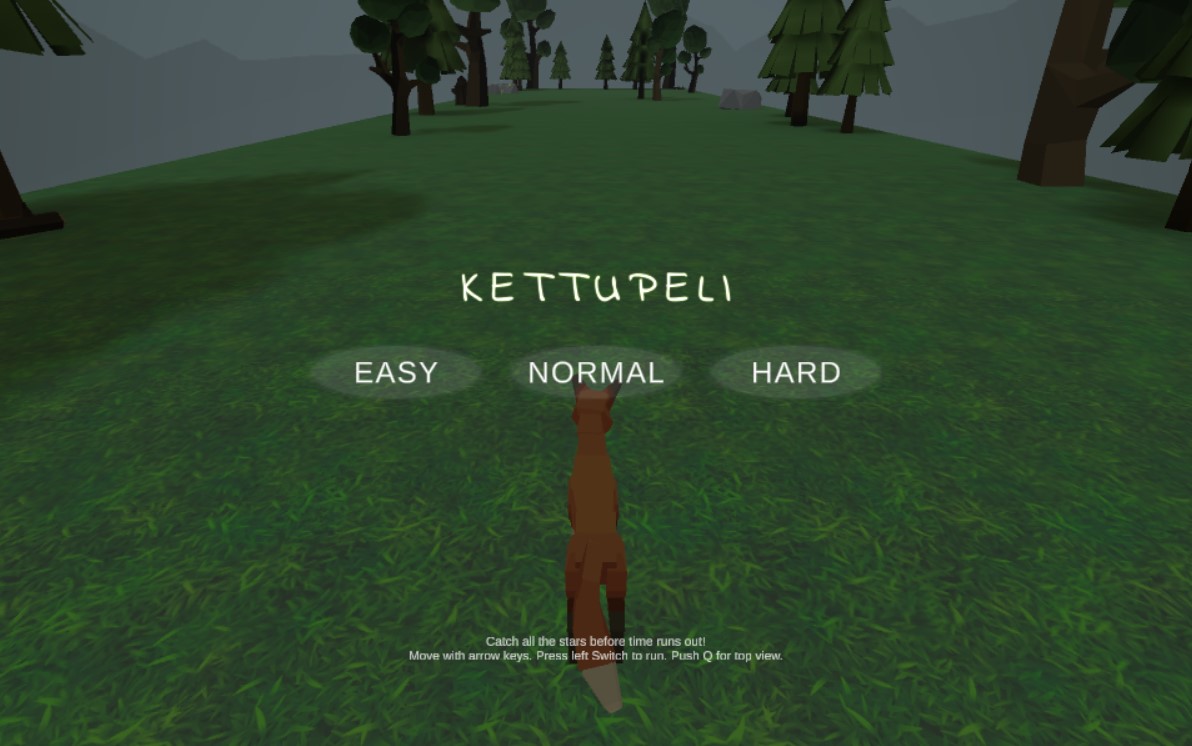 KETTUPELI
EASY NORMAL HARD
Catch all the stars before time runs out!
Move with arrow keys. Press left Switch to run. Push Q for top view.